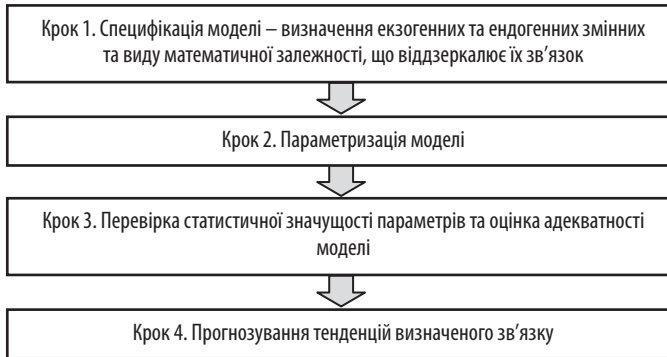 Крок 1. Специфікація моделі – визначення екзогенних та ендогенних змінних
та виду математичної залежності, що віддзеркалює їх зв’язок
Крок 2. Параметризація моделі
Крок 3. Перевірка статистичної значущості параметрів та оцінка адекватності
моделі
Крок 4. Прогнозування тенденцій визначеного зв’язку